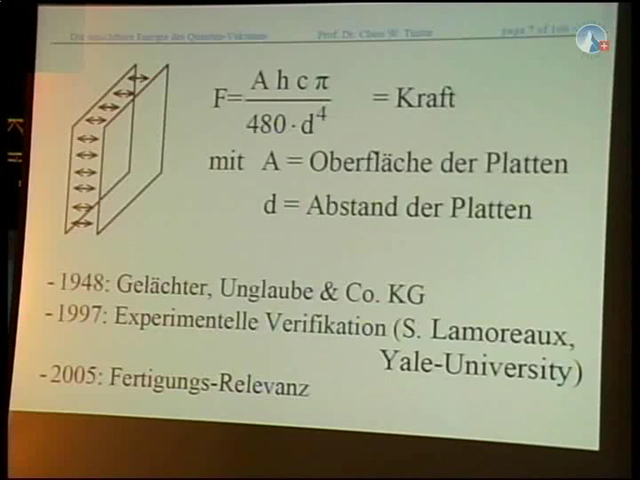 Die unsichtbare Energie des Quanten-Vakuums Prof. Dr. Claus W. Turtur page 7 of
F= A h c π / 480 · d⁴ = Kraft
mit A = Oberfläche der Platten
d = Abstand der Platten
- 1948: Gelächter, Unglaube & Co. KG
- 1997: Experimentelle Verifikation (S. Lamoreaux,
Yale-University)
- 2005: Fertigungs-Relevanz